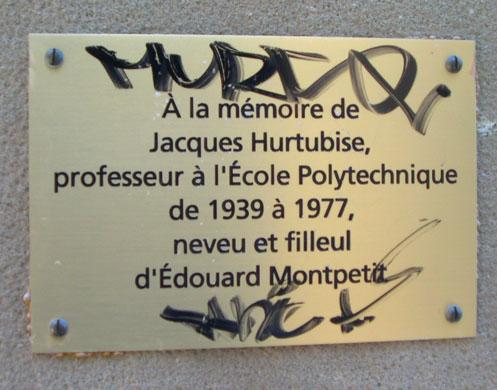 À la mémoire de
Jacques Hurtubise,
professeur à l'École Polytechnique
de 1939 à 1977,
neveu et filleul
d'Édouard Montpetit